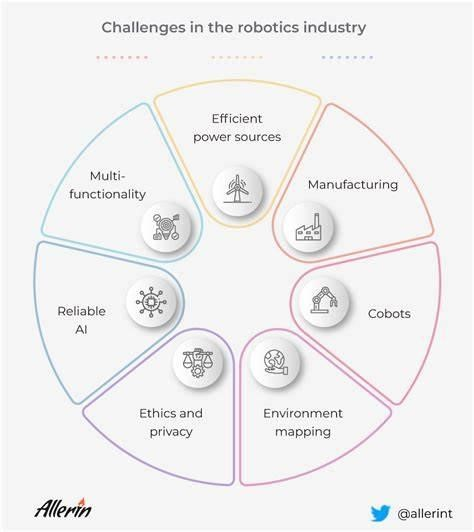 Challenges in the robotics industry
Efficient
power sources
Multi-
functionality
Manufacturing
Reliable
AI
Cobots
Ethics and
privacy
Environment
mapping
Allerin
@allerint